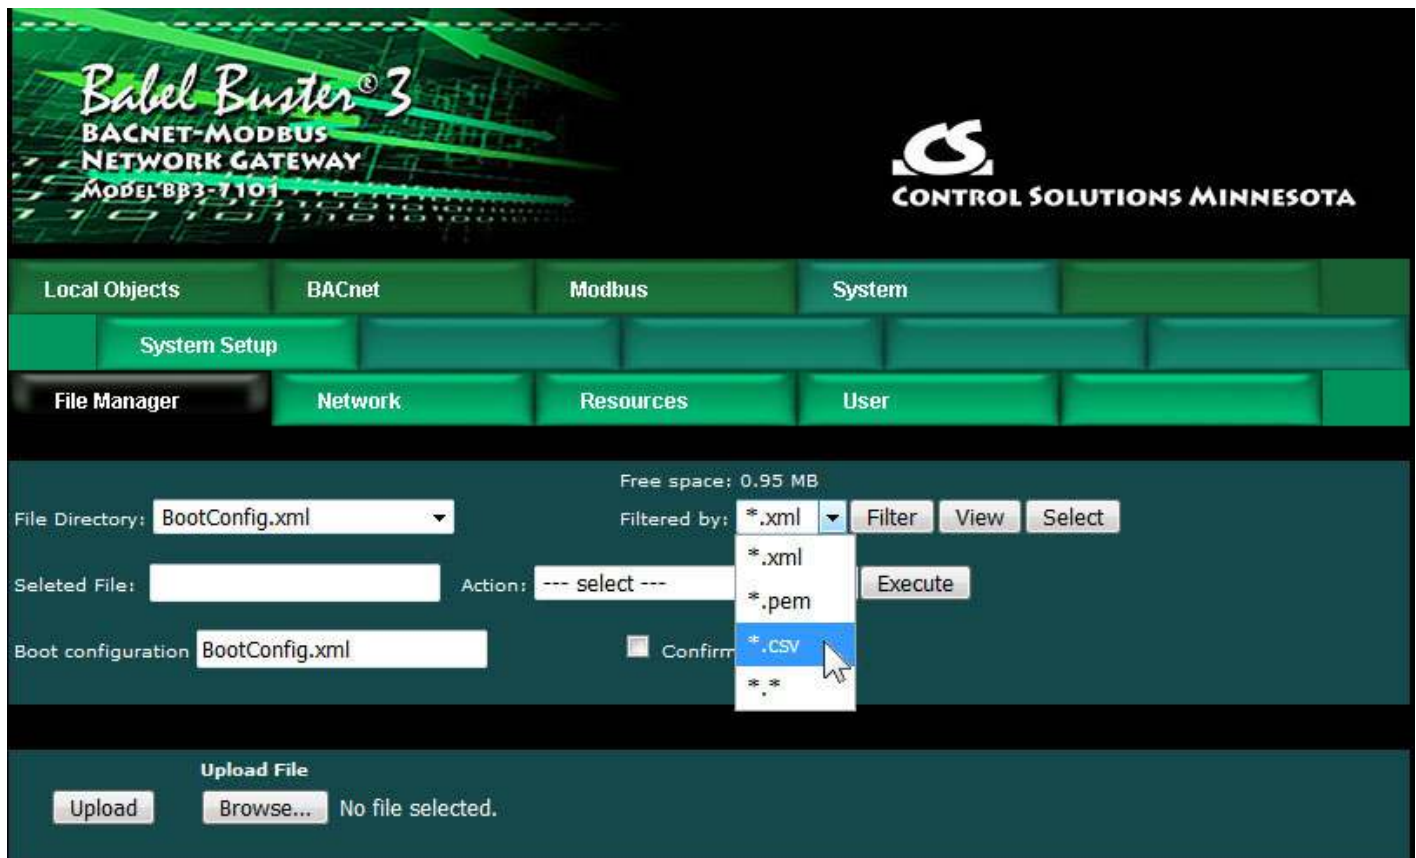 Babel Buster® 3
BACNET-MODBUS
NETWORK GATEWAY
MODEL BB3-7101
CS
CONTROL SOLUTIONS MINNESOTA
Local Objects BACnet Modbus System
System Setup
File Manager Network Resources User
Free space: 0.95 MB
File Directory: BootConfig.xml Filtered by: *.xml Filter View Select
*.xml
Seleted File: Action: --- select --- Execute
*.pem
Boot configuration BootConfig.xml Confirm *.csv
*.*
Upload File
Upload Browse... No file selected.